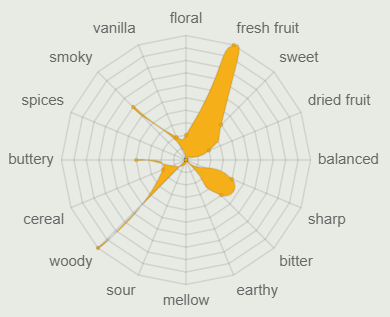 floral
vanilla
fresh fruit
smoky
sweet
spices
dried fruit
buttery
balanced
cereal
sharp
woody
bitter
sour
earthy
mellow